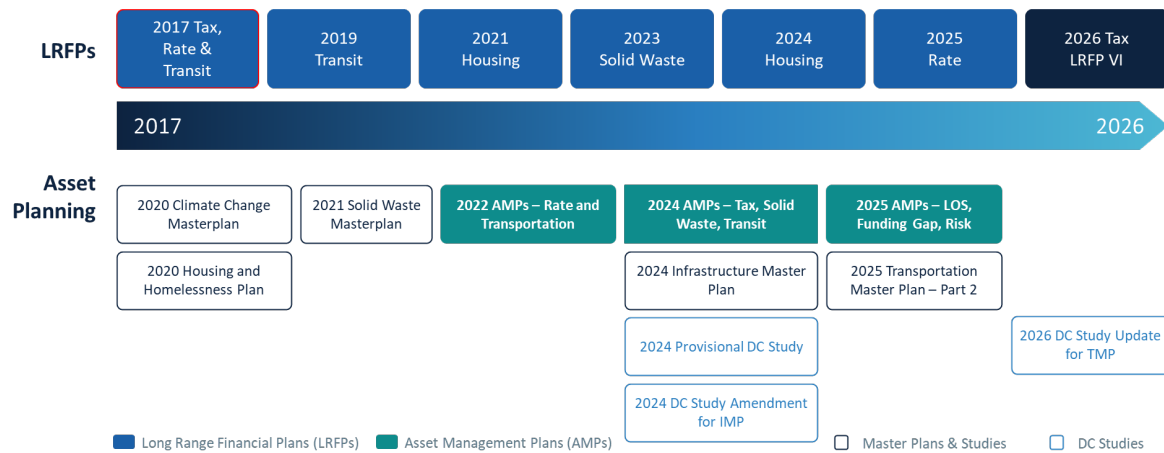 LRFPs
2017 Tax,
Rate &
Transit
2019
Transit
2021
Housing
2023
Solid Waste
2024
Housing
2025
Rate
2026 Tax
LRFP VI
2017
2026
Asset
Planning
2020 Climate Change
Masterplan
2021 Solid Waste
Masterplan
2022 AMPs – Rate and
Transportation
2024 AMPs – Tax, Solid
Waste, Transit
2025 AMPs – LOS,
Funding Gap, Risk
2020 Housing and
Homelessness Plan
2024 Infrastructure Master
Plan
2025 Transportation
Master Plan – Part 2
2024 Provisional DC Study
2026 DC Study Update
for TMP
2024 DC Study Amendment
for IMP
Long Range Financial Plans (LRFPs)
Asset Management Plans (AMPs)
Master Plans & Studies
DC Studies